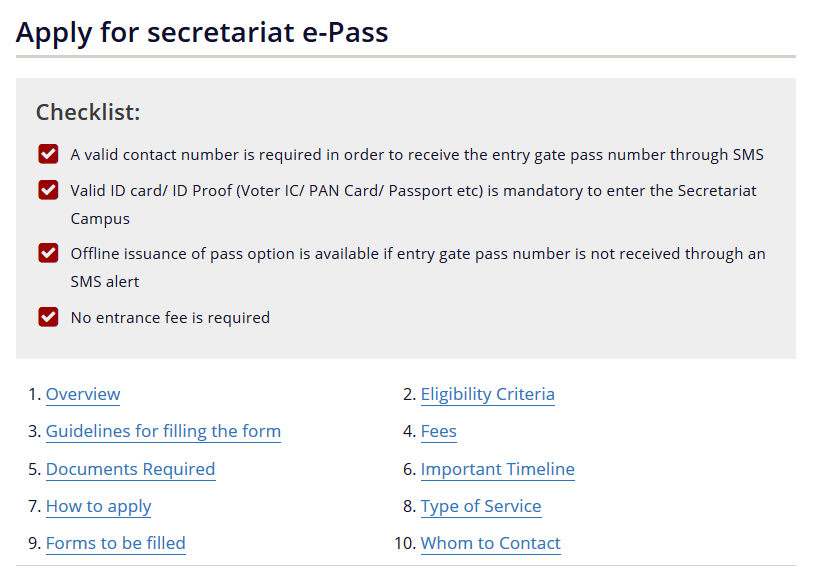 Apply for secretariat e-Pass
Checklist:
A valid contact number is required in order to receive the entry gate pass number through SMS
Valid ID card/ ID Proof (Voter IC/ PAN Card/ Passport etc) is mandatory to enter the Secretariat
Campus
Offline issuance of pass option is available if entry gate pass number is not received through an
SMS alert
No entrance fee is required
1. Overview
2. Eligibility Criteria
3. Guidelines for filling the form
4. Fees
5. Documents Required
6. Important Timeline
7. How to apply
8. Type of Service
9. Forms to be filled
10. Whom to Contact